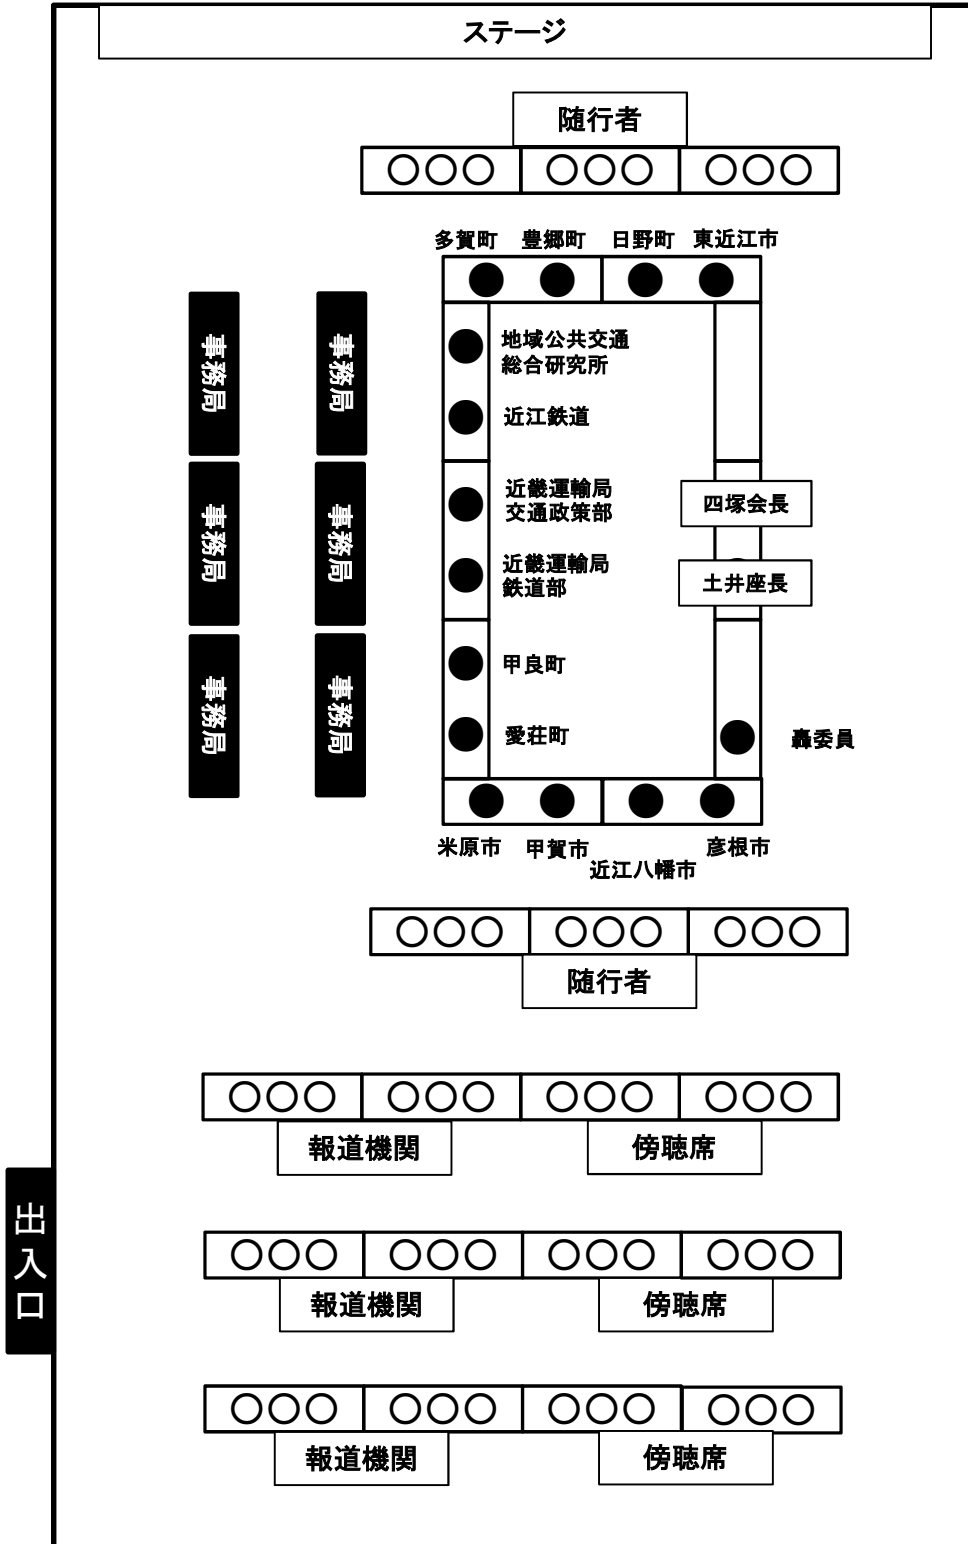 ステージ
随行者
多賀町
豊郷町
日野町
東近江市
地域公共交通
総合研究所
近江鉄道
近畿運輸局
交通政策部
近畿運輸局
鉄道部
甲良町
愛荘町
四塚会長
土井座長
轟委員
事務局
事務局
事務局
事務局
事務局
事務局
米原市
甲賀市
近江八幡市
彦根市
随行者
報道機関
傍聴席
出入口
報道機関
傍聴席
報道機関
傍聴席